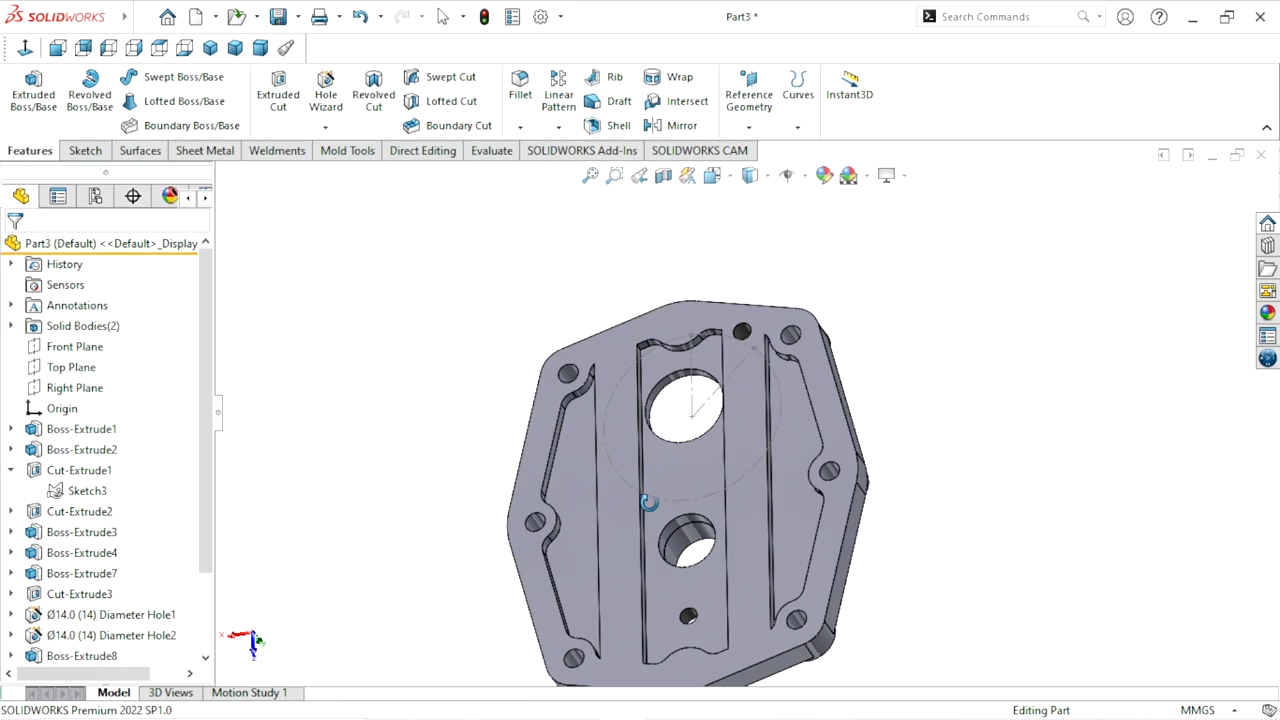 SOLIDWORKS
Part3 *
Search Commands
Extruded Boss/Base
Revolved Boss/Base
Swept Boss/Base
Lofted Boss/Base
Boundary Boss/Base
Extruded Cut
Hole Wizard
Revolved Cut
Swept Cut
Lofted Cut
Boundary Cut
Fillet
Linear Pattern
Rib
Draft
Shell
Wrap
Intersect
Mirror
Reference Geometry
Curves
Instant3D
Features
Sketch
Surfaces
Sheet Metal
Weldments
Mold Tools
Direct Editing
Evaluate
SOLIDWORKS Add-Ins
SOLIDWORKS CAM
Part3 (Default) <<Default>_Display
History
Sensors
Annotations
Solid Bodies(2)
Front Plane
Top Plane
Right Plane
Origin
Boss-Extrude1
Boss-Extrude2
Cut-Extrude1
Sketch3
Cut-Extrude2
Boss-Extrude3
Boss-Extrude4
Boss-Extrude7
Cut-Extrude3
Ø14.0 (14) Diameter Hole1
Ø14.0 (14) Diameter Hole2
Boss-Extrude8
Model
3D Views
Motion Study 1
SOLIDWORKS Premium 2022 SP1.0
Editing Part
MMGS